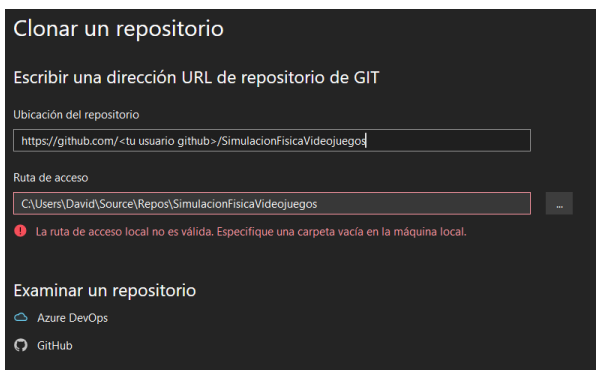 Clonar un repositorio
Escribir una dirección URL de repositorio de GIT
Ubicación del repositorio
https://github.com/<tu usuario github>/SimulacionFisicaVideojuegos
Ruta de acceso
C:\Users\David\Source\Repos\SimulacionFisicaVideojuegos
...
La ruta de acceso local no es válida. Especifique una carpeta vacía en la máquina local.
Examinar un repositorio
Azure DevOps
GitHub